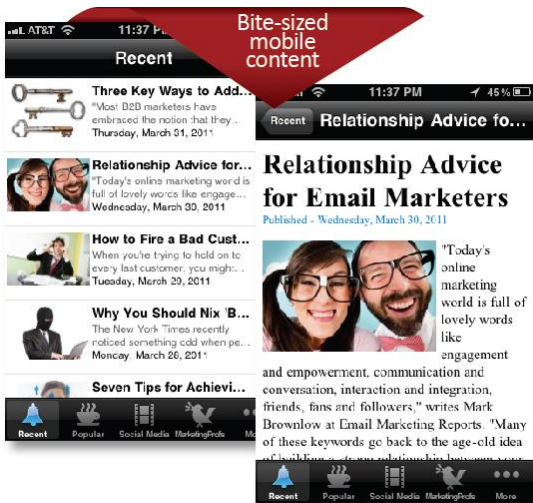 Bite-sized
mobile
content
AT&T 11:37
Recent
Three Key Ways to Add...
"Most B2B marketers have
embraced the notion that they...
Thursday, March 31, 2011
Relationship Advice for...
"Today's online marketing world is
full of lovely words like engage...
Wednesday, March 30, 2011
How to Fire a Bad Cust...
When you're trying to hold on to
every last customer, you might...
Tuesday, March 29, 2011
Why You Should Nix 'B...
The New York Times recently
noticed something odd when pe...
Monday, March 28, 2011
Seven Tips for Achievi...
Recent Popular Social Media MarketingProfs Mo
11:37 PM 45%
Recent Relationship Advice fo...
Relationship Advice
for Email Marketers
Published - Wednesday, March 30, 2011
"Today's
online
marketing
world is full of
lovely words
like
engagement
and empowerment, communication and
conversation, interaction and integration,
friends, fans and followers," writes Mark
Brownlow at Email Marketing Reports. "Many
of these keywords go back to the age-old idea
of building a strong relationship between your
Recent Popular Social Media MarketingProfs More